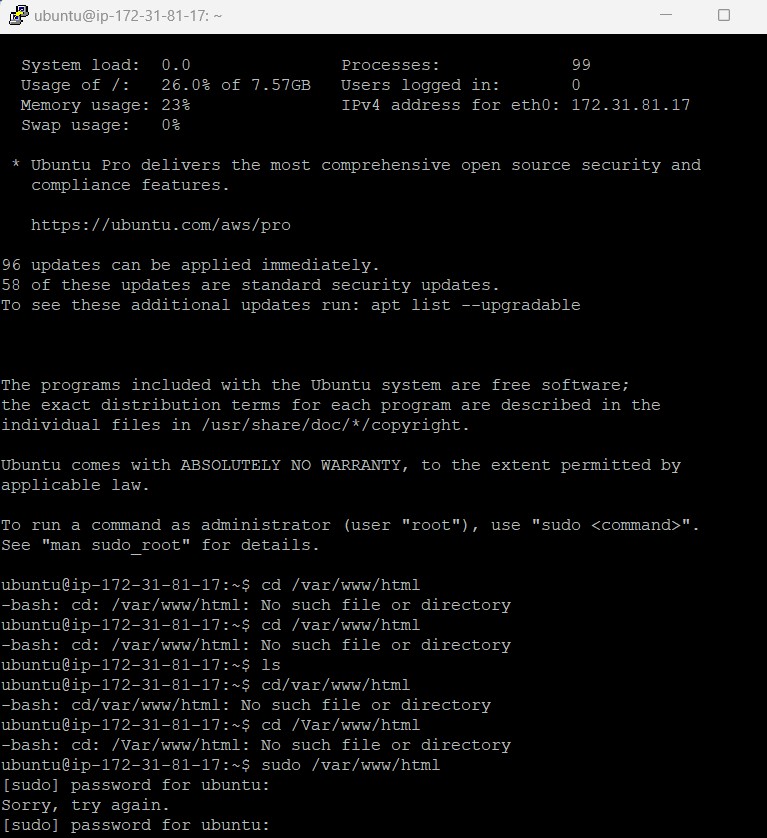 ubuntu@ip-172-31-81-17: ~
System load: 0.0 Processes: 99
Usage of /: 26.0% of 7.57GB Users logged in: 0
Memory usage: 23% IPv4 address for eth0: 172.31.81.17
Swap usage: 0%
* Ubuntu Pro delivers the most comprehensive open source security and
compliance features.
https://ubuntu.com/aws/pro
96 updates can be applied immediately.
58 of these updates are standard security updates.
To see these additional updates run: apt list --upgradable
The programs included with the Ubuntu system are free software;
the exact distribution terms for each program are described in the
individual files in /usr/share/doc/*/copyright.
Ubuntu comes with ABSOLUTELY NO WARRANTY, to the extent permitted by
applicable law.
To run a command as administrator (user "root"), use "sudo <command>".
See "man sudo_root" for details.
ubuntu@ip-172-31-81-17:~$ cd /var/www/html
-bash: cd: /var/www/html: No such file or directory
ubuntu@ip-172-31-81-17:~$ cd /var/www/html
-bash: cd: /var/www/html: No such file or directory
ubuntu@ip-172-31-81-17:~$ ls
ubuntu@ip-172-31-81-17:~$ cd/var/www/html
-bash: cd/var/www/html: No such file or directory
ubuntu@ip-172-31-81-17:~$ cd /Var/www/html
-bash: cd: /Var/www/html: No such file or directory
ubuntu@ip-172-31-81-17:~$ sudo /var/www/html
[sudo] password for ubuntu:
Sorry, try again.
[sudo] password for ubuntu: